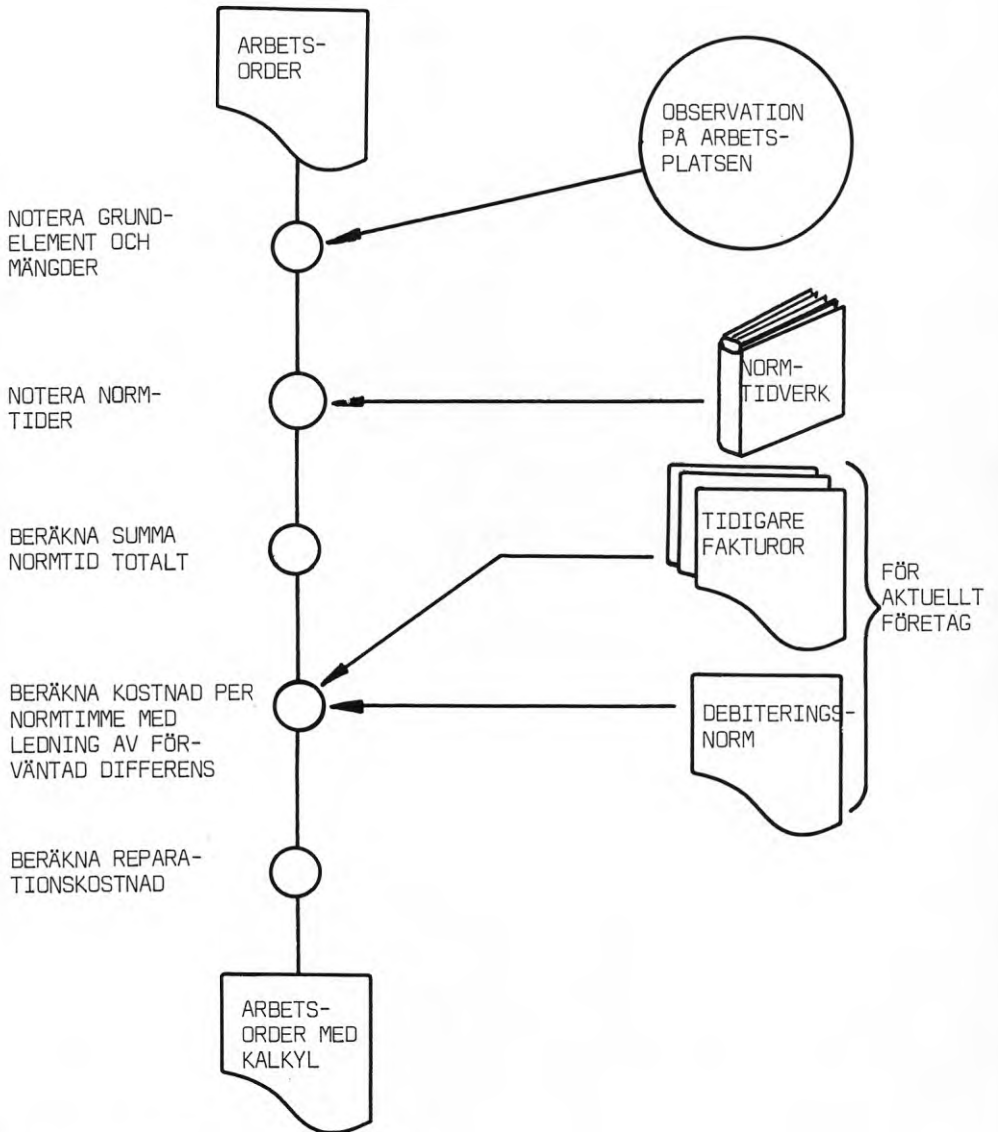 ARBETS-
ORDER
OBSERVATION
PÅ ARBETS-
PLATSEN
NOTERA GRUND-
ELEMENT OCH
MÄNGDER
NORM-
TIDVERK
NOTERA NORM-
TIDER
TIDIGARE
FAKTUROR
BERÄKNA SUMMA
NORMTID TOTALT
FÖR
AKTUELLT
FÖRETAG
BERÄKNA KOSTNAD PER
NORMTIMME MED
LEDNING AV FÖR-
VÄNTAD DIFFERENS
DEBITERINGS-
NORM
BERÄKNA REPARA-
TIONSKOSTNAD
ARBETS-
ORDER MED
KALKYL